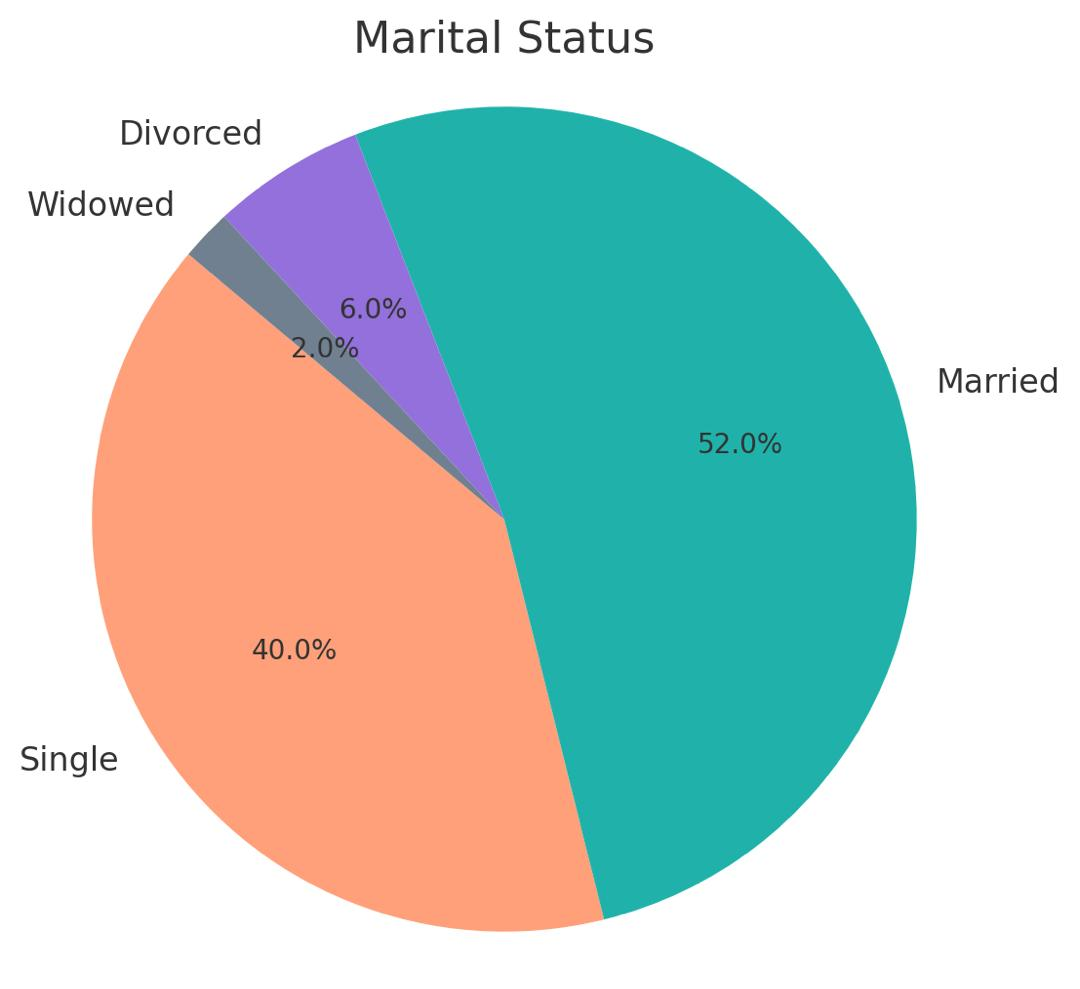 Marital Status
Divorced
Widowed
6.0%
2.0%
Married
52.0%
40.0%
Single